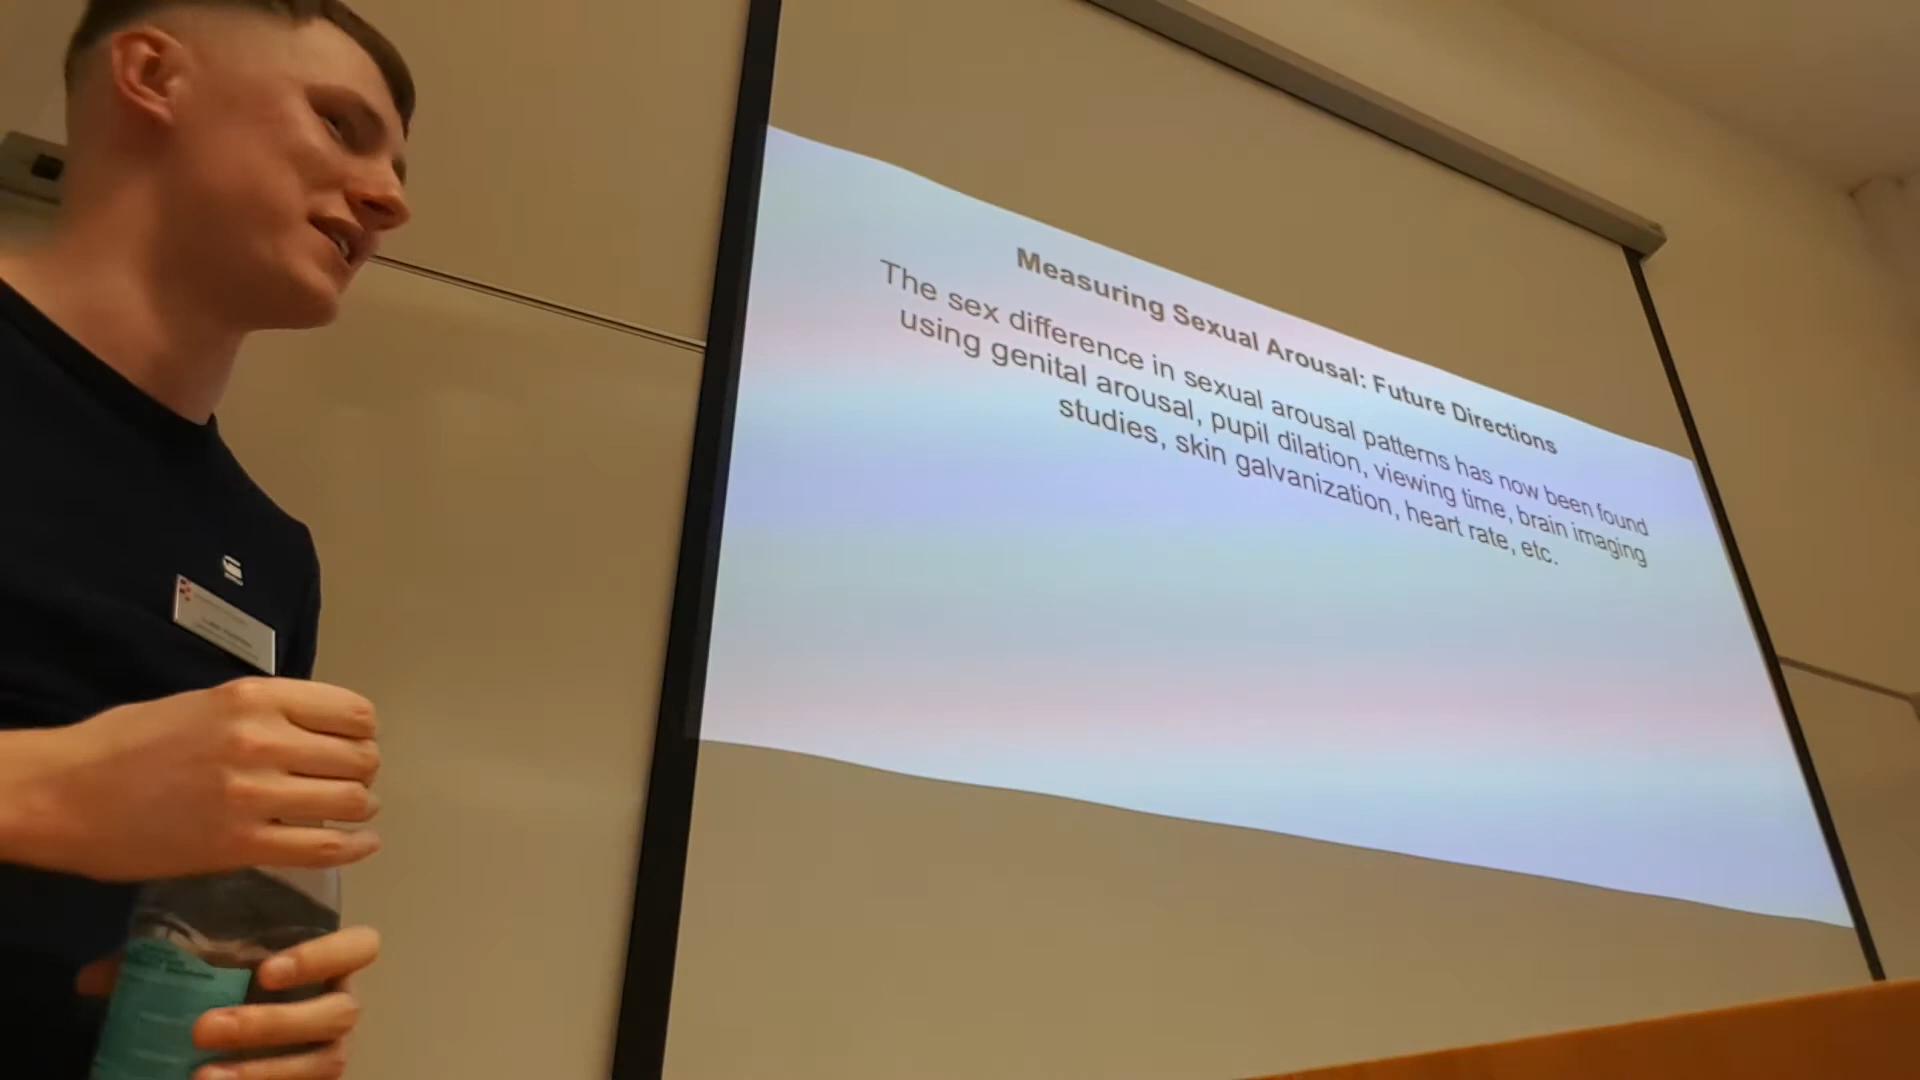 Measuring Sexual Arousal: Future Directions
The sex difference in sexual arousal patterns has now been found
using genital arousal, pupil dilation, viewing time, brain imaging
studies, skin galvanization, heart rate, etc.